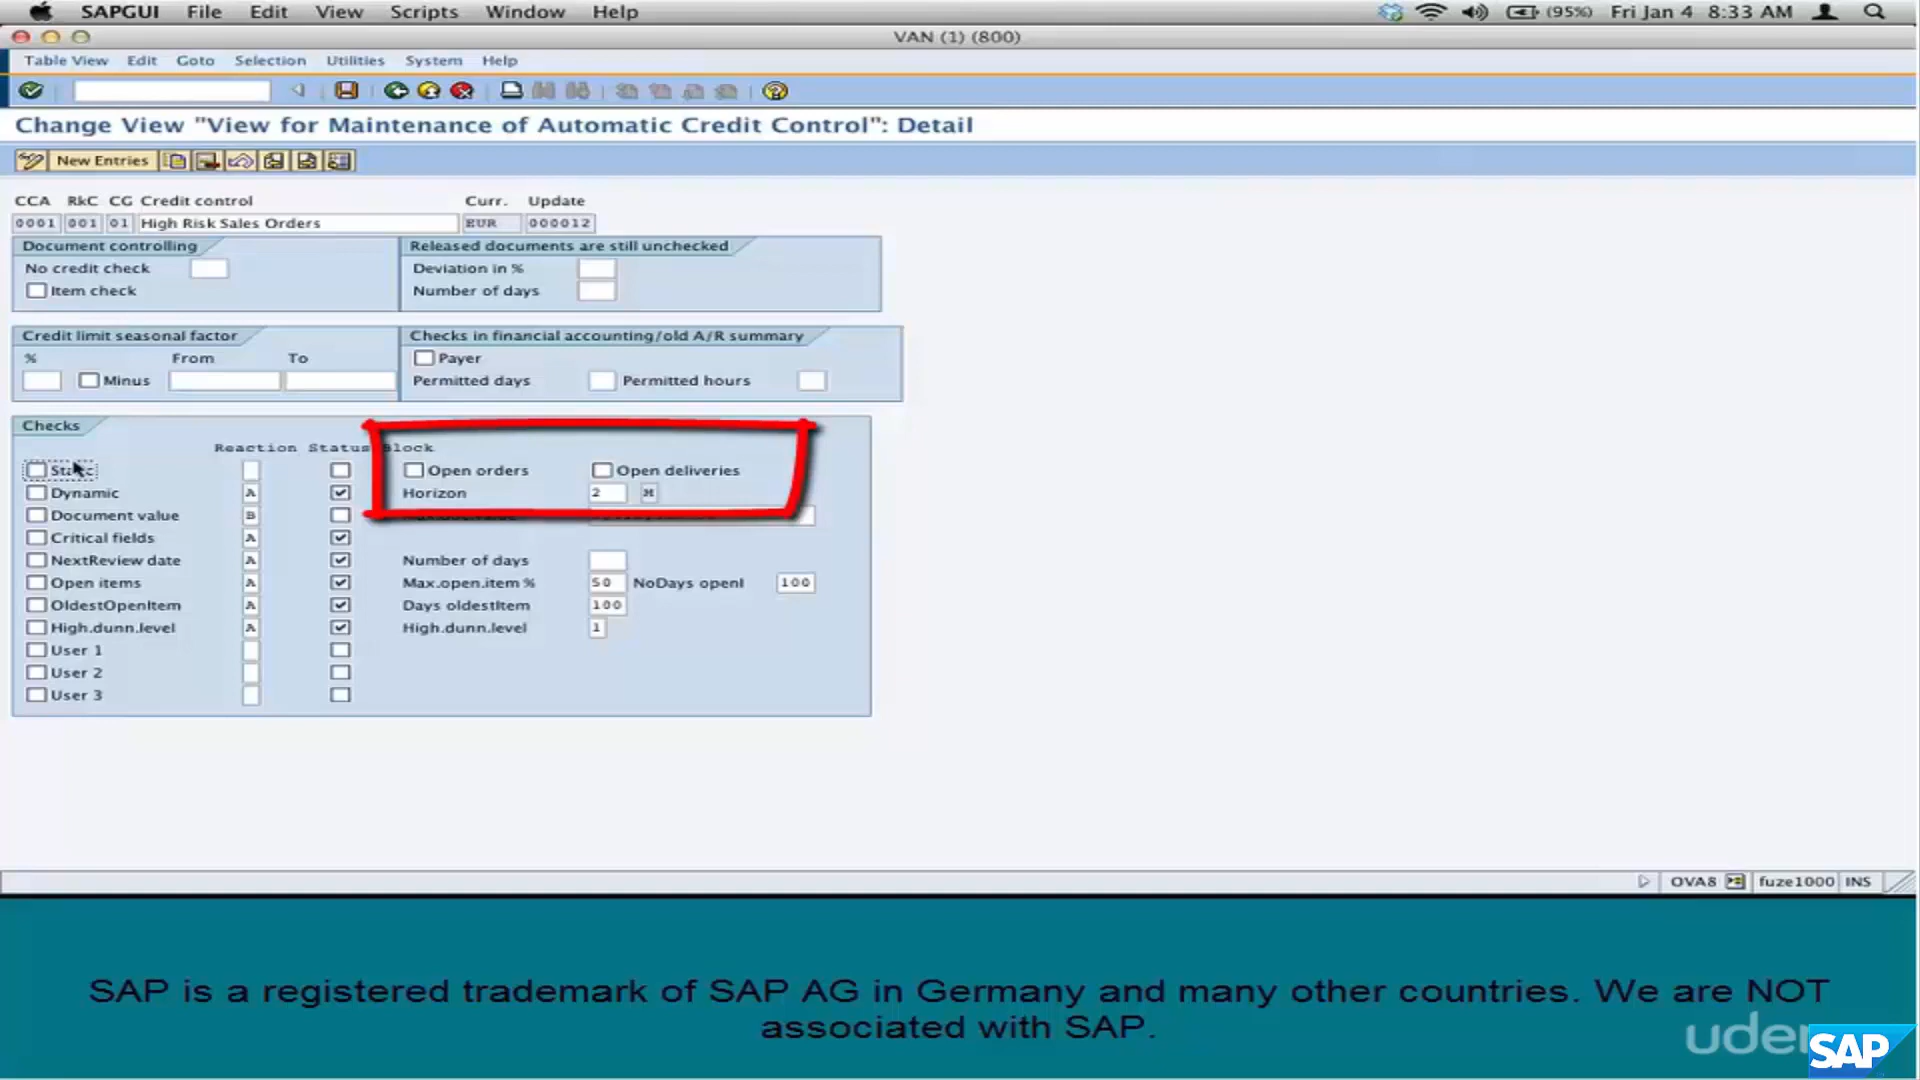 SAPGUI File Edit View Scripts Window Help (95%) Fri Jan 4 8:33 AM
VAN (1) (800)
Table View Edit Goto Selection Utilities System Help
Change View "View for Maintenance of Automatic Credit Control": Detail
New Entries
CCA RkC CG Credit control Curr. Update
0001 001 01 High Risk Sales Orders EUR 000012
Document controlling Released documents are still unchecked
No credit check Deviation in %
Item check Number of days
Credit limit seasonal factor Checks in financial accounting/old A/R summary
% From To Payer
Minus Permitted days Permitted hours
Checks
Reaction Status Block
Open orders Open deliveries
Dynamic A Horizon 2 M
Document value B
Critical fields A
NextReview date A Number of days
Open items A Max.open.item % 50 NoDays openI 100
OldestOpenItem A Days oldestItem 100
High.dunn.level A High.dunn.level 1
User 1
User 2
User 3
OVA8 fuze1000 INS
SAP is a registered trademark of SAP AG in Germany and many other countries. We are NOT
associated with SAP.
SAP